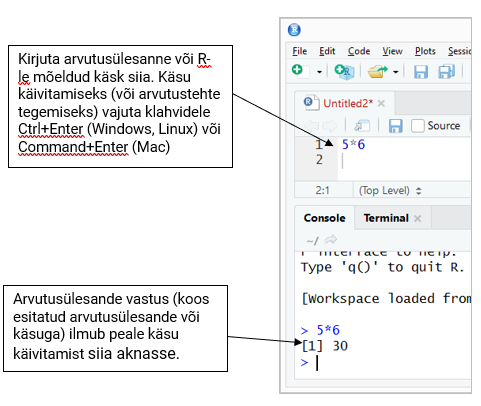 Kirjuta arvutusülesanne või R-
le mõeldud käsk siia. Käsu
käivitamiseks (või arvutustehte
tegemiseks) vajuta klahvidele
Ctrl+Enter (Windows, Linux) või
Command+Enter (Mac)
File Edit Code View Plots Sessio
Untitled2* ×
Source
1 5*6
2
2:1 (Top Level)
Console Terminal ×
~/
r interface to help.
Type 'q()' to quit R.
[Workspace loaded from
> 5*6
[1] 30
>
Arvutusülesande vastus (koos
esitatud arvutusülesande või
käsuga) ilmub peale käsu
käivitamist siia aknasse.